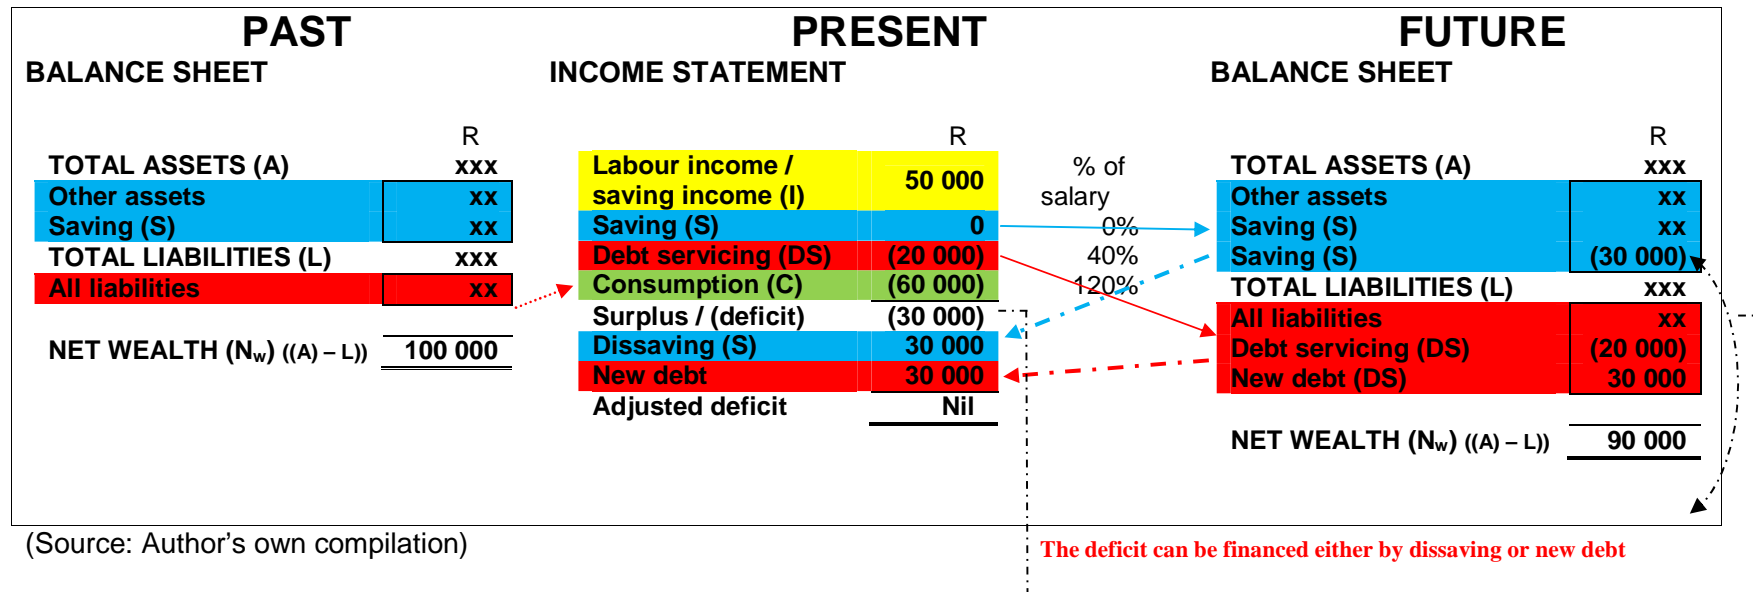 PAST PRESENT FUTURE
BALANCE SHEET INCOME STATEMENT BALANCE SHEET
R R R
TOTAL ASSETS (A) xxx Labour income / % of TOTAL ASSETS (A) xxx
Other assets xx saving income (I) 50 000 salary Other assets xx
Saving (S) xx Saving (S) 0 0% Saving (S) xx
TOTAL LIABILITIES (L) xxx Debt servicing (DS) (20 000) 40% Saving (S) (30 000)
All liabilities xx Consumption (C) (60 000) 120% TOTAL LIABILITIES (L) xxx
Surplus / (deficit) (30 000) All liabilities xx
NET WEALTH (Nw) ((A) – L)) 100 000 Dissaving (S) 30 000 Debt servicing (DS) (20 000)
New debt 30 000 New debt (DS) 30 000
Adjusted deficit Nil
NET WEALTH (Nw) ((A) – L)) 90 000
(Source: Author's own compilation)
The deficit can be financed either by dissaving or new debt